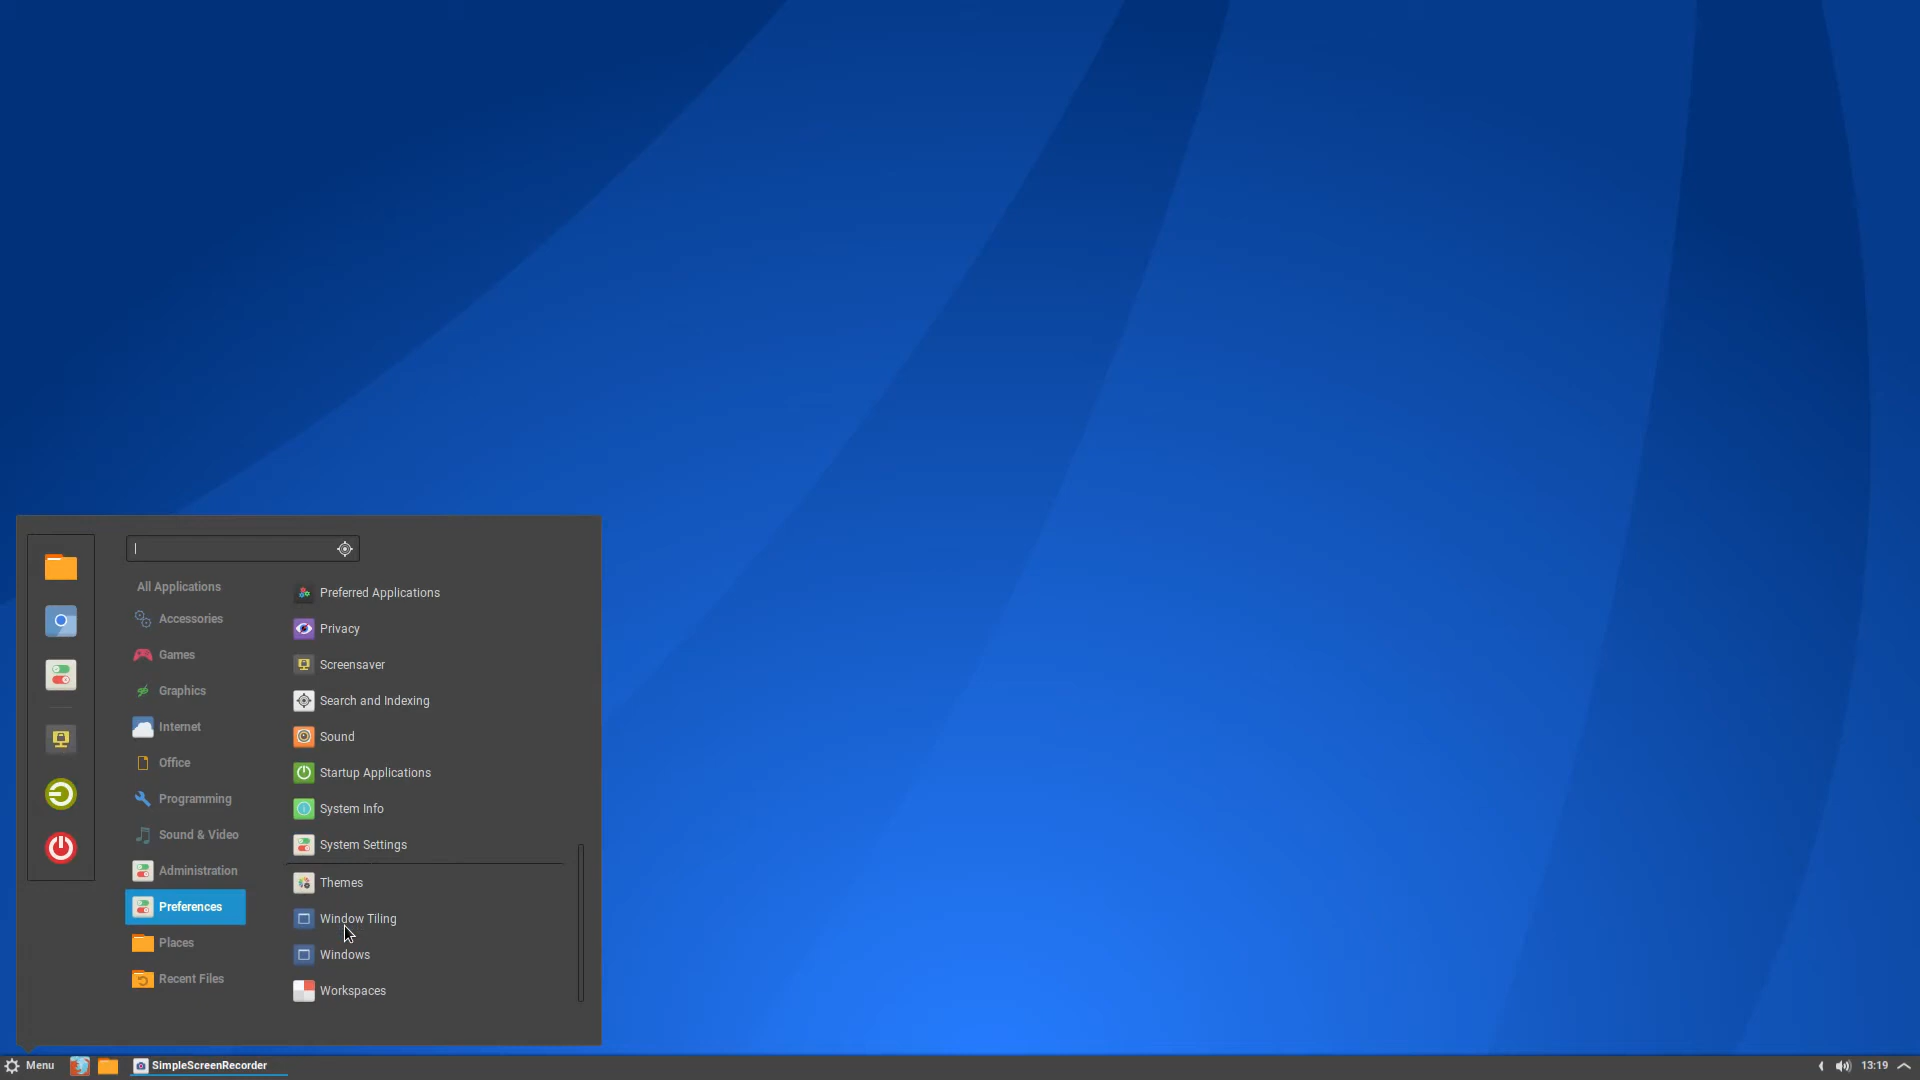 All Applications
Accessories
Games
Graphics
Internet
Office
Programming
Sound & Video
Administration
Preferences
Places
Recent Files
Preferred Applications
Privacy
Screensaver
Search and Indexing
Sound
Startup Applications
System Info
System Settings
Themes
Window Tiling
Windows
Workspaces
Menu
SimpleScreenRecorder
13:19